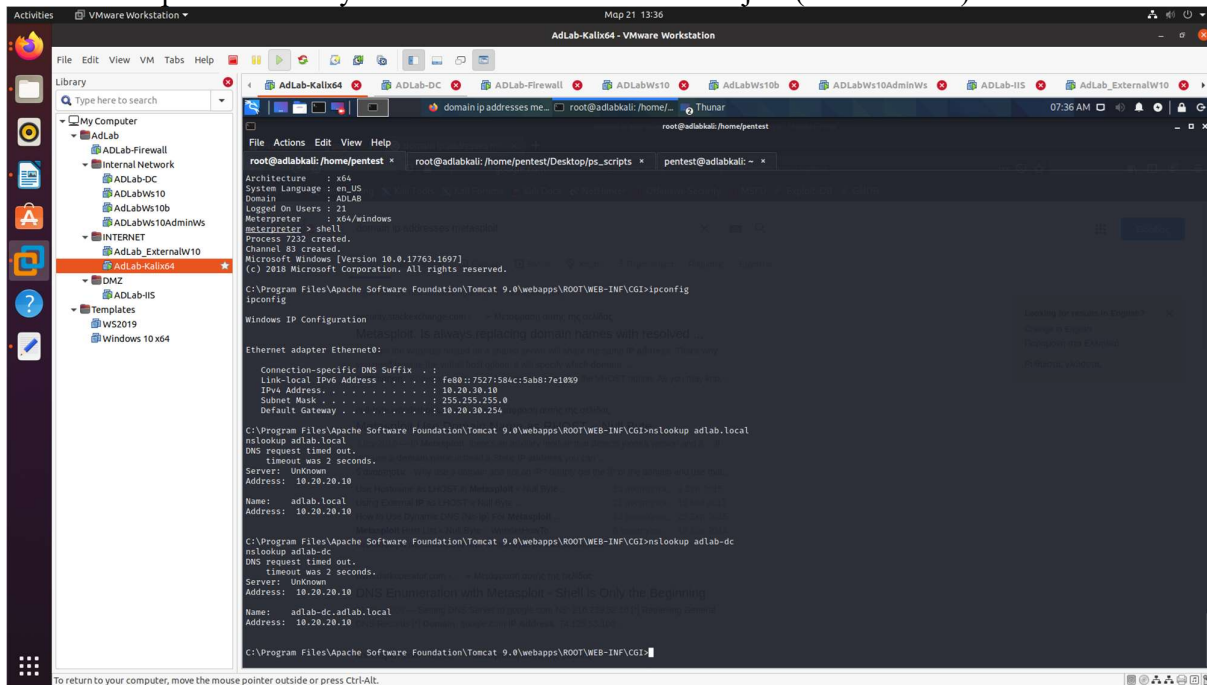 Activities VMware Workstation Μαρ 21 13:36
AdLab-Kalix64 - VMware Workstation
File Edit View VM Tabs Help
Library
Type here to search
My Computer
AdLab
ADLab-Firewall
Internal Network
ADLab-DC
ADLabWs10
AdLabWs10b
ADLabWs10AdminWs
INTERNET
AdLab_ExternalW10
AdLab-Kalix64
DMZ
ADLab-IIS
Templates
WS2019
Windows 10 x64
AdLab-Kalix64 ADLab-DC ADLab-Firewall ADLabWs10 AdLabWs10b ADLabWs10AdminWs ADLab-IIS AdLab_ExternalW10
domain ip addresses me... root@adlabkali: /home/... Thunar 07:36 AM
root@adlabkali: /home/pentest
File Actions Edit View Help
root@adlabkali: /home/pentest root@adlabkali: /home/pentest/Desktop/ps_scripts pentest@adlabkali: ~
Architecture : x64
System Language : en_US
Domain : ADLAB
Logged On Users : 21
Meterpreter : x64/windows
meterpreter > shell
Process 7232 created.
Channel 83 created.
Microsoft Windows [Version 10.0.17763.1697]
(c) 2018 Microsoft Corporation. All rights reserved.
C:\Program Files\Apache Software Foundation\Tomcat 9.0\webapps\ROOT\WEB-INF\CGI>ipconfig
ipconfig
Windows IP Configuration
Ethernet adapter Ethernet0:
Connection-specific DNS Suffix . :
Link-local IPv6 Address . . . . . : fe80::7527:584c:5ab8:7e10%9
IPv4 Address. . . . . . . . . . . : 10.20.30.10
Subnet Mask . . . . . . . . . . . : 255.255.255.0
Default Gateway . . . . . . . . . : 10.20.30.254
C:\Program Files\Apache Software Foundation\Tomcat 9.0\webapps\ROOT\WEB-INF\CGI>nslookup adlab.local
nslookup adlab.local
DNS request timed out.
timeout was 2 seconds.
Server: UnKnown
Address: 10.20.20.10
Name: adlab.local
Address: 10.20.20.10
C:\Program Files\Apache Software Foundation\Tomcat 9.0\webapps\ROOT\WEB-INF\CGI>nslookup adlab-dc
nslookup adlab-dc
DNS request timed out.
timeout was 2 seconds.
Server: UnKnown
Address: 10.20.20.10
Name: adlab-dc.adlab.local
Address: 10.20.20.10
C:\Program Files\Apache Software Foundation\Tomcat 9.0\webapps\ROOT\WEB-INF\CGI>
To return to your computer, move the mouse pointer outside or press Ctrl-Alt.